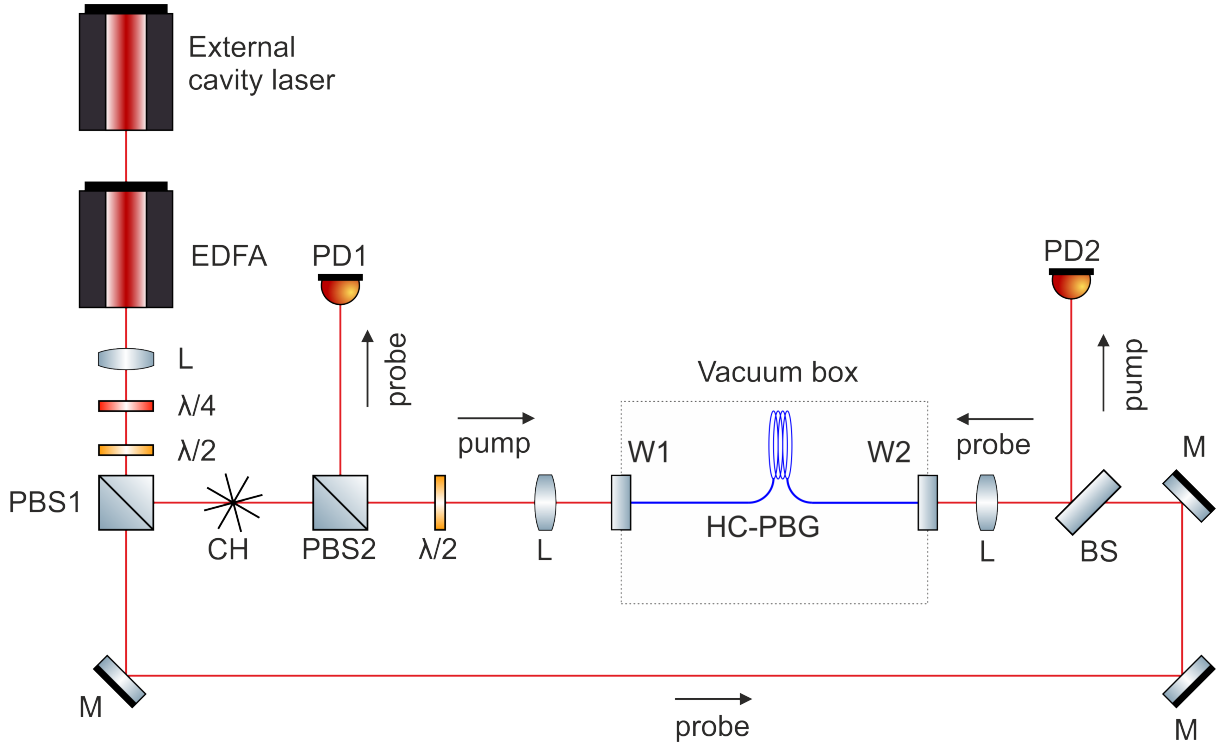 External
cavity laser
EDFA
PD1
PD2
L
probe
pump
λ/4
Vacuum box
λ/2
pump
probe
W1
W2
M
PBS1
CH
PBS2
λ/2
L
HC-PBG
L
BS
M
probe
M